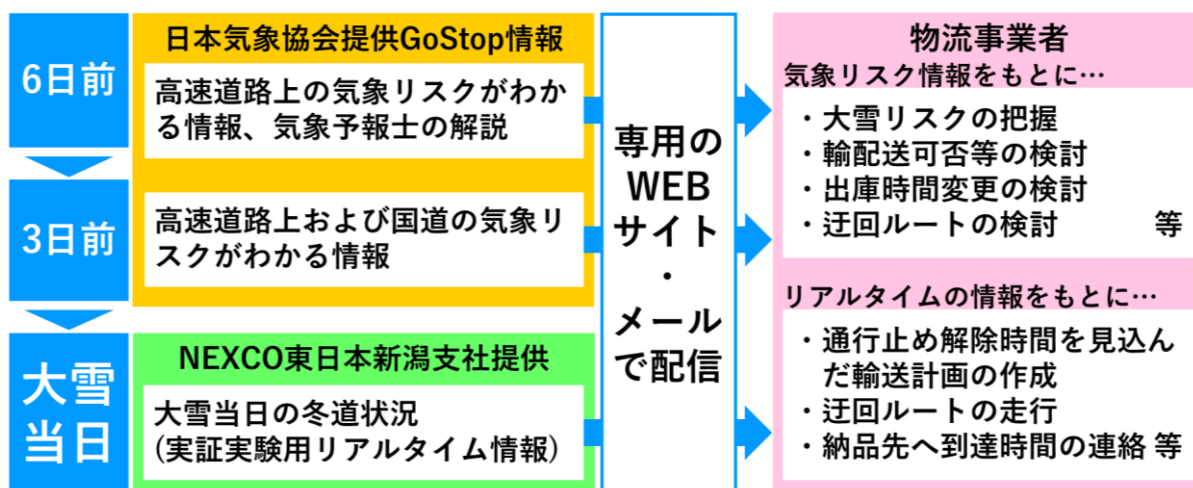 6日前
日本気象協会提供GoStop情報
高速道路上の気象リスクがわか
る情報、気象予報士の解説
3日前
高速道路上および国道の気象リ
スクがわかる情報
大雪
当日
NEXCO東日本新潟支社提供
大雪当日の冬道状況
(実証実験用リアルタイム情報)
専用の
WEB
サイト
・
メール
で配信
物流事業者
気象リスク情報をもとに…
・大雪リスクの把握
・輸配送可否等の検討
・出庫時間変更の検討
・迂回ルートの検討 等
リアルタイムの情報をもとに…
・通行止め解除時間を見込ん
だ輸送計画の作成
・迂回ルートの走行
・納品先へ到達時間の連絡 等